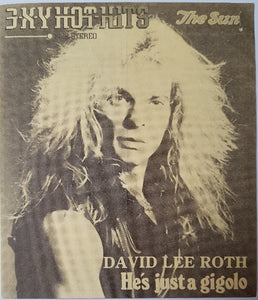 3XY HOT HITS The Sun
STEREO
DAVID LEE ROTH
He's just a gigolo